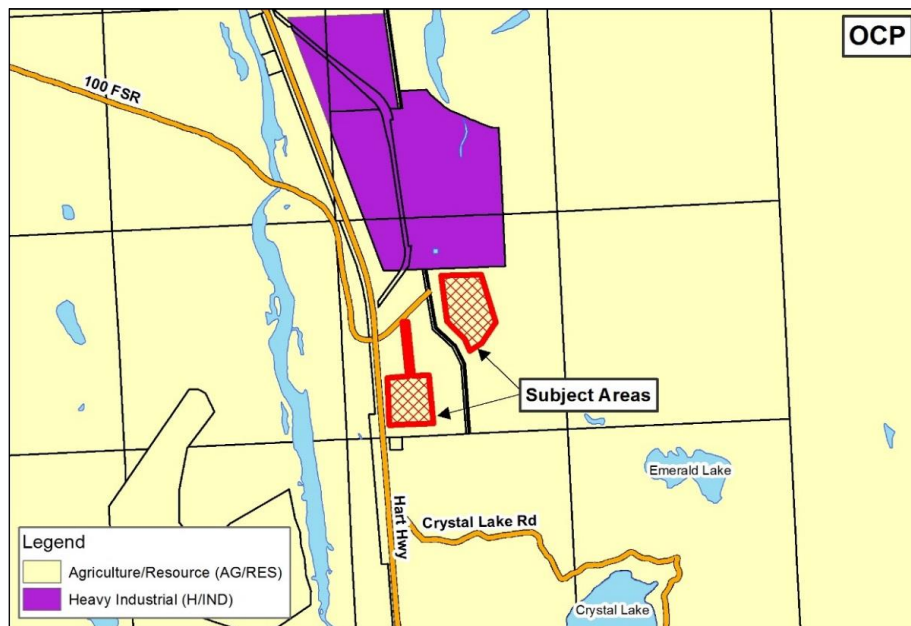 OCP
100 FSR
Subject Areas
Emerald Lake
Hart Hwy
Crystal Lake Rd
Crystal Lake
Legend
Agriculture/Resource (AG/RES)
Heavy Industrial (H/IND)